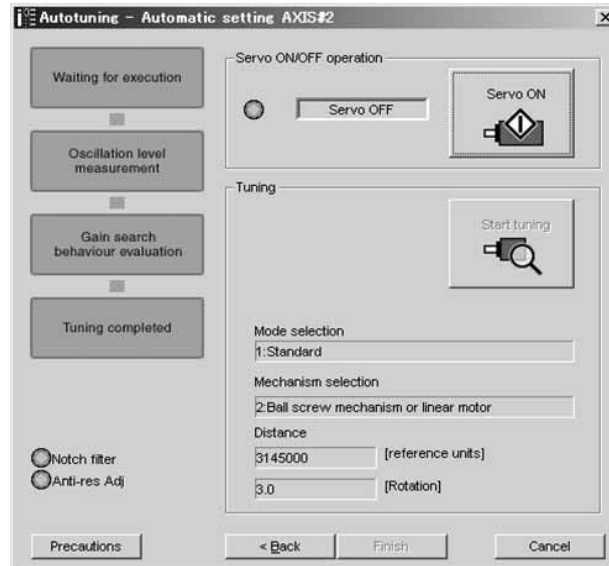 Autotuning - Automatic setting AXIS#2
Waiting for execution
Oscillation level
measurement
Gain search
behaviour evaluation
Tuning completed
Notch filter
Anti-res Adj
Servo ON/OFF operation
Servo OFF
Servo ON
Tuning
Start tuning
Mode selection
1:Standard
Mechanism selection
2:Ball screw mechanism or linear motor
Distance
3145000 [reference units]
3.0 [Rotation]
Precautions
< Back
Finish
Cancel